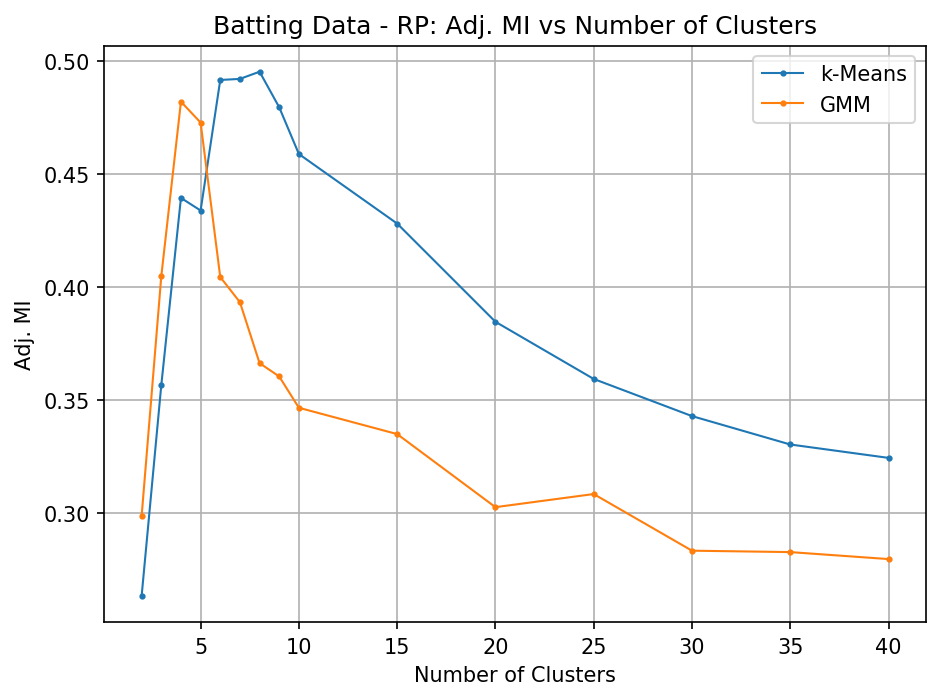 Batting Data - RP: Adj. MI vs Number of Clusters
k-Means
GMM
Adj. MI
0.50
0.45
0.40
0.35
0.30
5 10 15 20 25 30 35 40
Number of Clusters